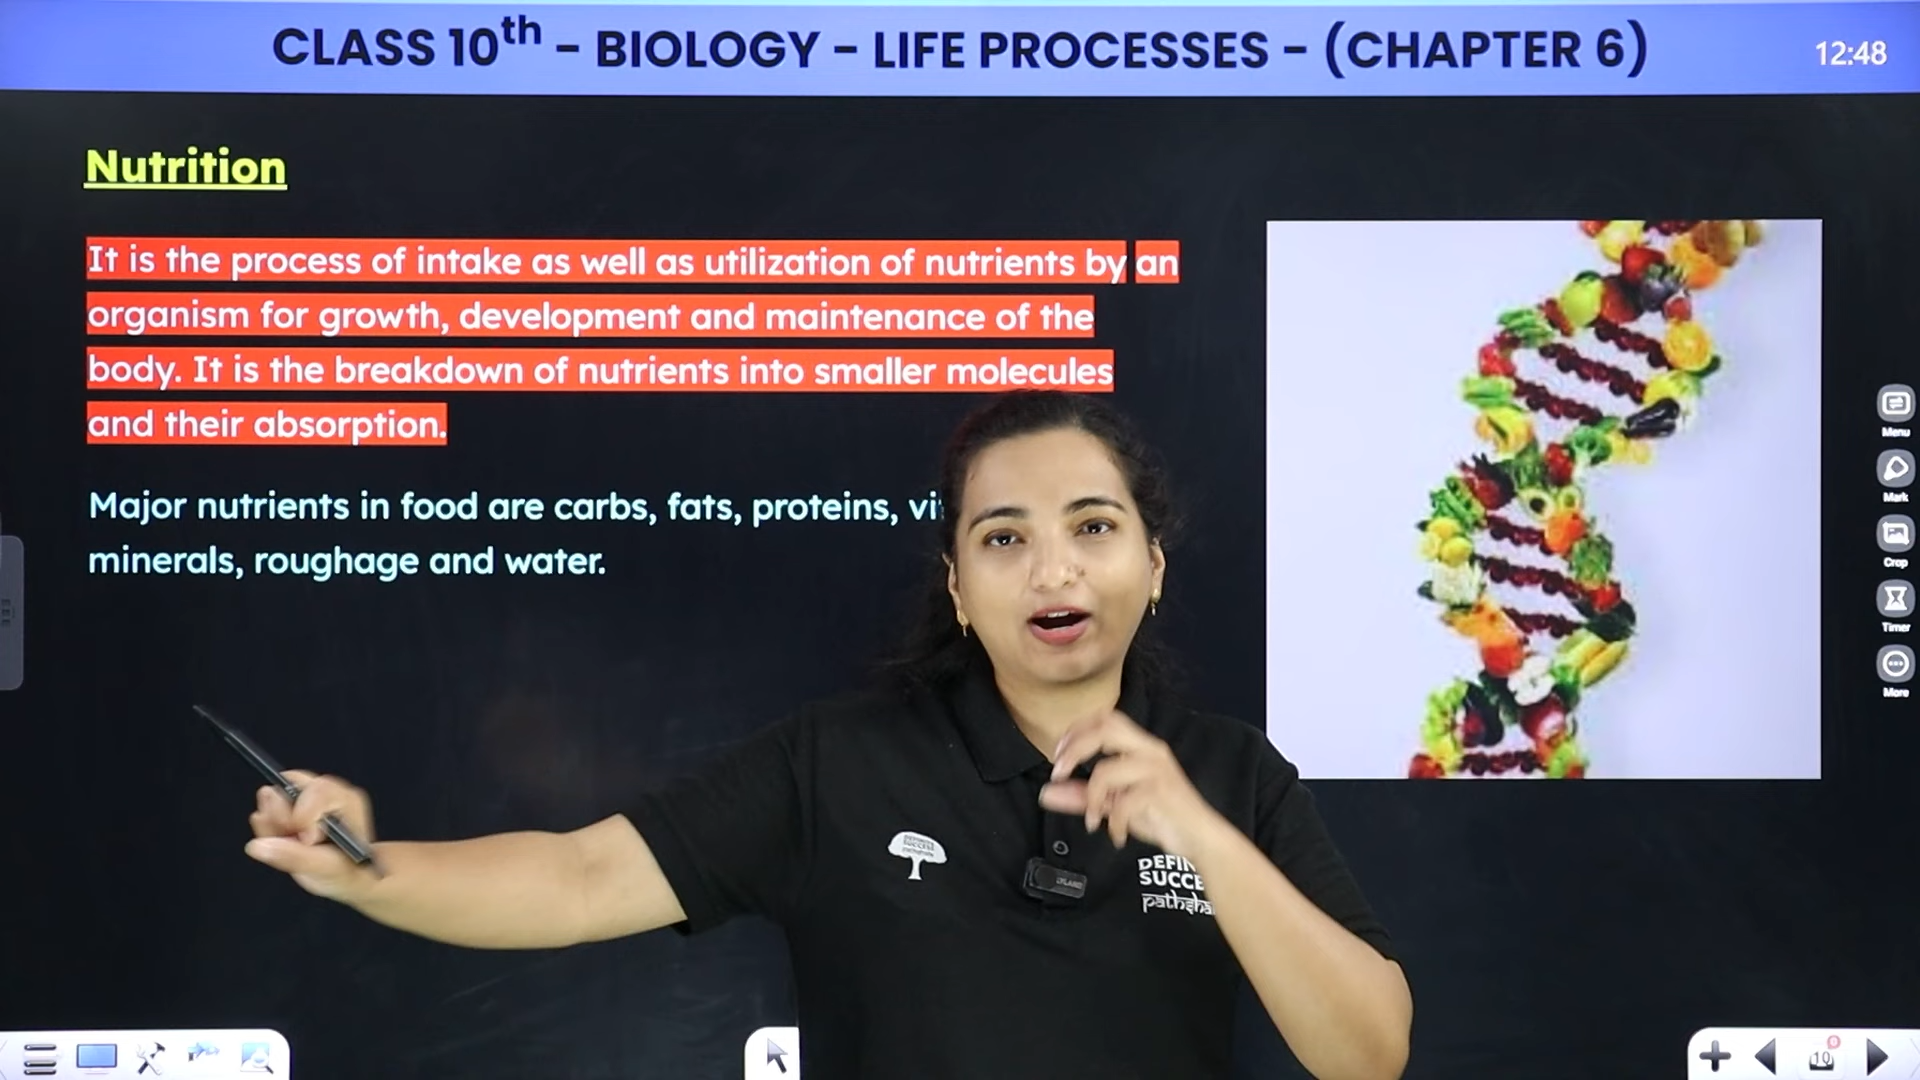 CLASS 10th – BIOLOGY – LIFE PROCESSES – (CHAPTER 6)
12:48
Nutrition
It is the process of intake as well as utilization of nutrients by an
organism for growth, development and maintenance of the
body. It is the breakdown of nutrients into smaller molecules
and their absorption.
Major nutrients in food are carbs, fats, proteins,
minerals, roughage and water.
Menu
Mark
Crop
Timer
More
SUCCESS
10